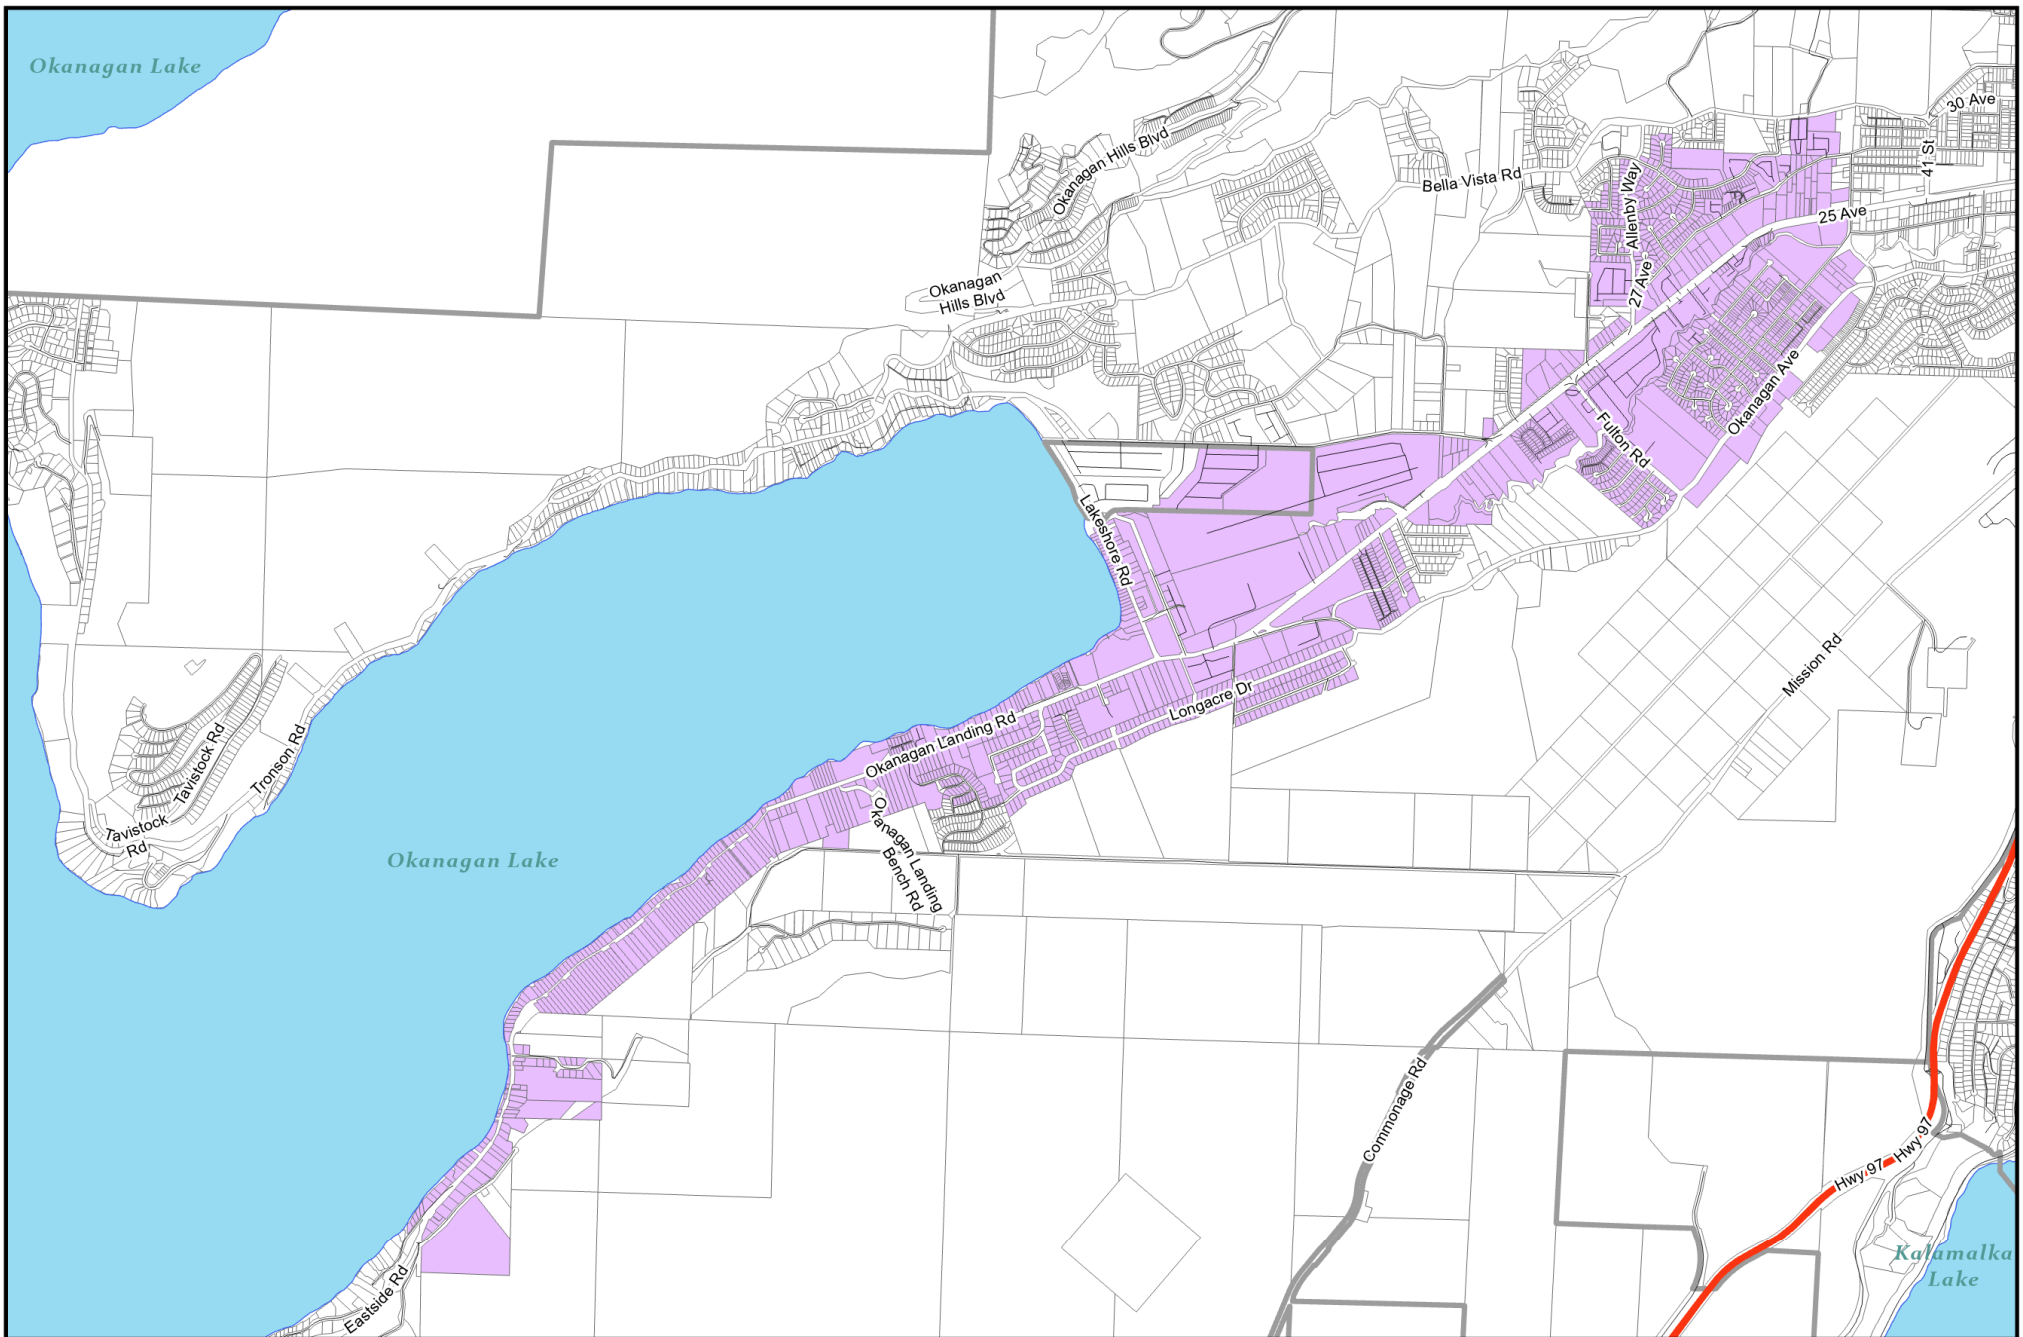 Okanagan Lake
30 Ave
41 St
Okanagan Hills Blvd
Bella Vista Rd
Allenby Way
25 Ave
27 Ave
Okanagan
Hills Blvd
Okanagan Ave
Fulton Rd
Lakeshore Rd
Mission Rd
Longacre Dr
Okanagan Landing Rd
Tavistock Rd
Tronson Rd
Tavistock
Rd
Okanagan Lake
Okanagan Landing
Bench Rd
Commonage Rd
Hwy 97
Hwy 97
Kalamalka
Lake
Eastside Rd